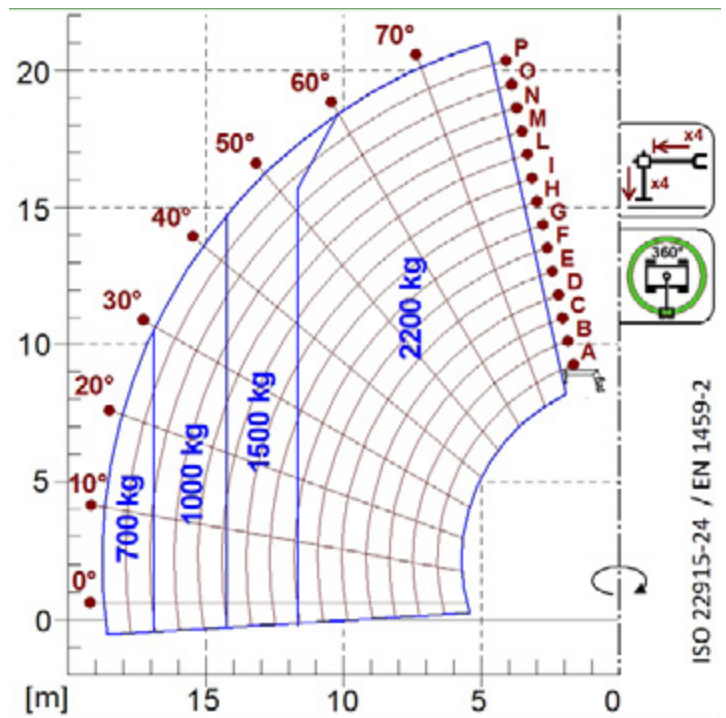 70°
P
20
O
60°
N
M
x4
50°
L
I
x4
15
H
40°
G
360°
F
2200 kg
E
30°
D
C
10
B
20°
A
1500 kg
1000 kg
10°
5
700 kg
ISO 22915-24 / EN 1459-2
0°
0
[m]
15
10
5
0